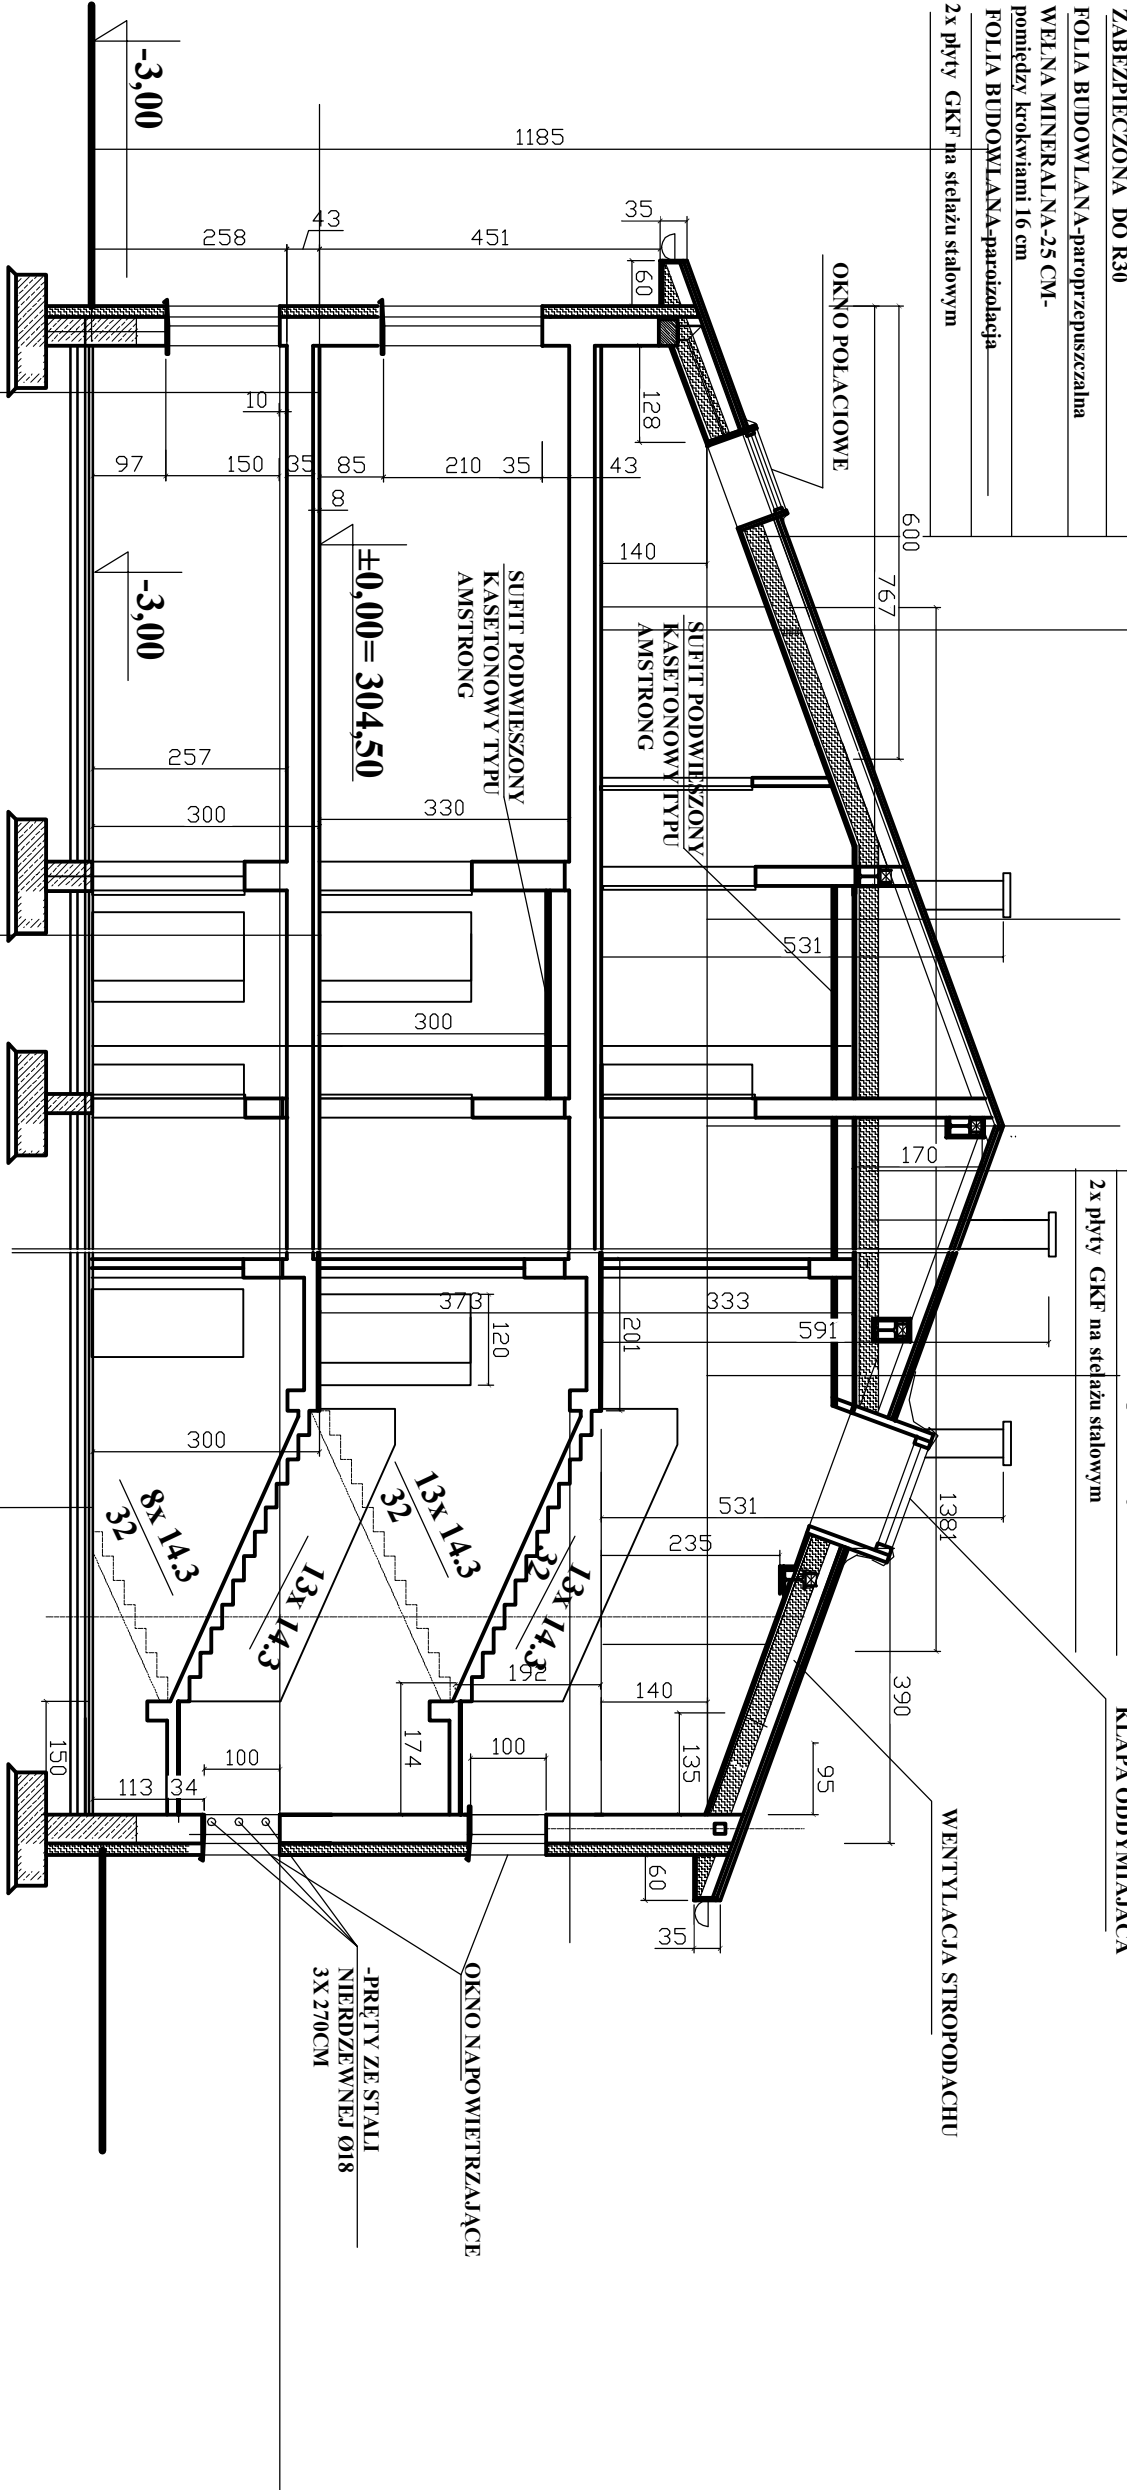 ZABEZPIECZONA DO R30
FOLIA BUDOWLANA-paroprzepuszczalna
WEŁNA MINERALNA-25 CM-
pomiędzy krokwiami 16 cm
FOLIA BUDOWLANA-paroizolacja
2x płyty GKF na stelażu stalowym
2x płyty GKF na stelażu stalowym
KLAPA ODDYMIAJĄCA
WENTYLACJA STROPODACHU
OKNO POŁACIOWE
600
767
1381
390
95
170
531
591
531
235
333
140
140
135
128
60
60
35
35
SUFIT PODWIESZONY
KASETONOWY TYPU
AMSTRONG
SUFIT PODWIESZONY
KASETONOWY TYPU
AMSTRONG
1185
451
43
258
43
35
210
85
35
150
97
10
8
±0,00= 304,50
-3,00
-3,00
330
300
257
300
373
120
201
300
192
174
100
100
34
113
150
13x 14.3
32
13x 14.3
32
13x 14.3
8x 14.3
32
OKNO NAPOWIETRZAJĄCE
-PRĘTY ZE STALI
NIERDZEWNEJ Ø18
3X 270CM